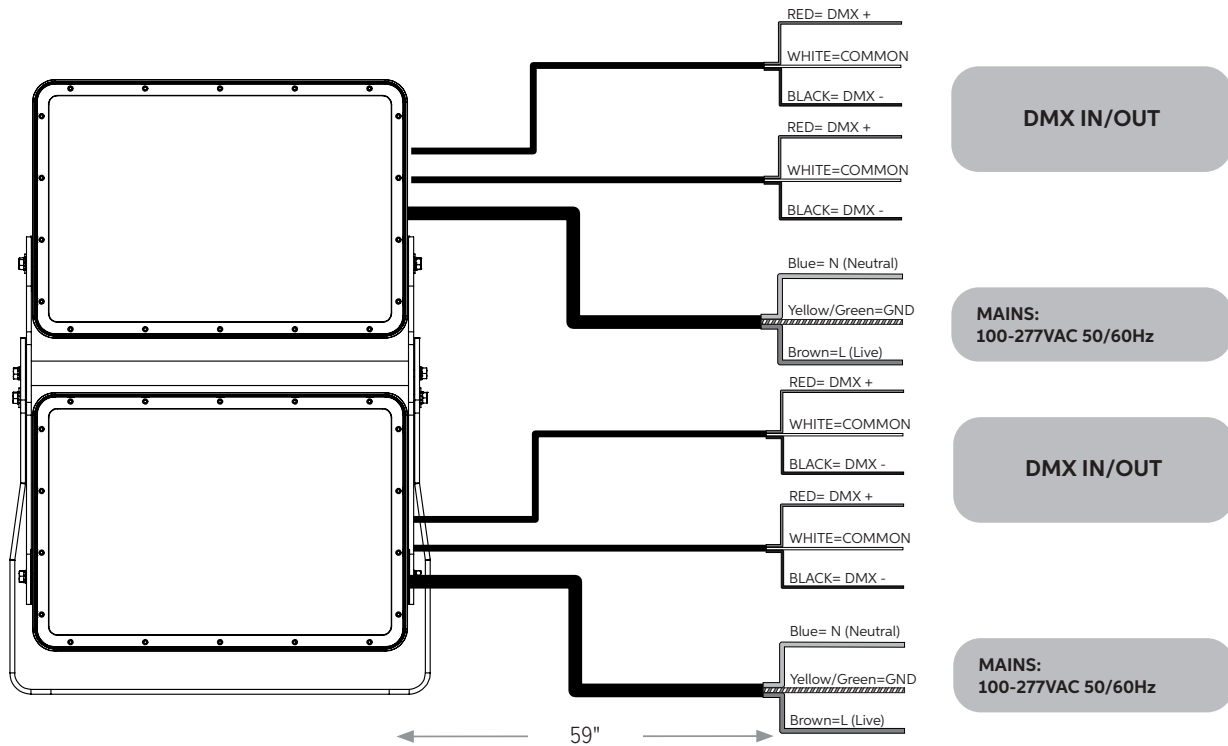 RED= DMX +
WHITE=COMMON
BLACK= DMX -
RED= DMX +
WHITE=COMMON
BLACK= DMX -
DMX IN/OUT
Blue= N (Neutral)
Yellow/Green=GND
Brown=L (Live)
MAINS:
100-277VAC 50/60Hz
RED= DMX +
WHITE=COMMON
BLACK= DMX -
RED= DMX +
WHITE=COMMON
BLACK= DMX -
DMX IN/OUT
Blue= N (Neutral)
Yellow/Green=GND
Brown=L (Live)
MAINS:
100-277VAC 50/60Hz
59"